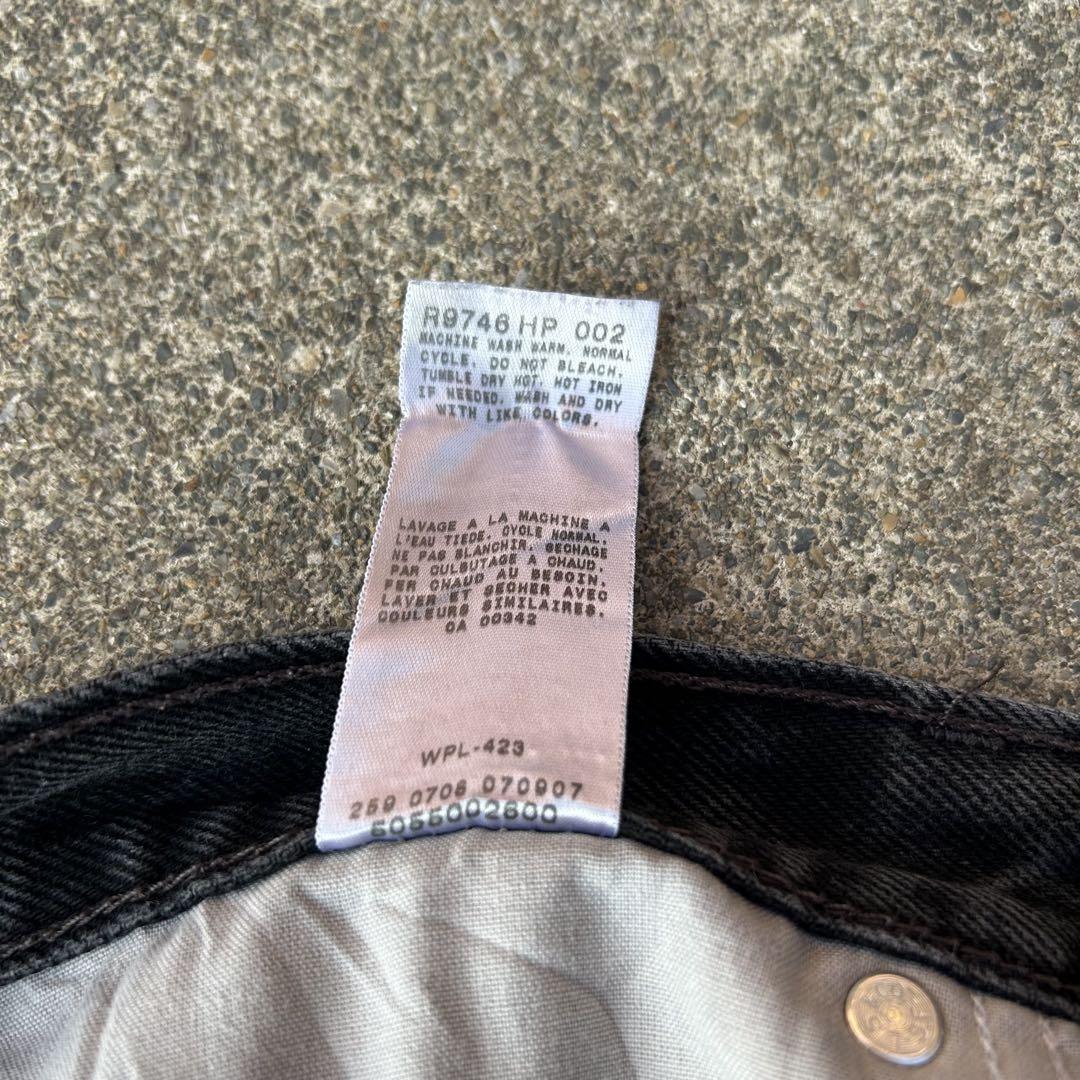 R9746 HP 002
MACHINE WASH WARM. NORMAL
CYCLE. DO NOT BLEACH.
TUMBLE DRY HOT. HOT IRON
IF NEEDED. WASH AND DRY
WITH LIKE COLORS.
LAVAGE A LA MACHINE A
L'EAU TIEDE. CYCLE NORMAL.
NE PAS BLANCHIR. SECHAGE
PAR CULBUTAGE A CHAUD.
FER CHAUD AU BESOIN.
LAVER ET SECHER AVEC
COULEURS SIMILAIRES.
CA 00342
WPL-423
259 0706 070907
5055002600